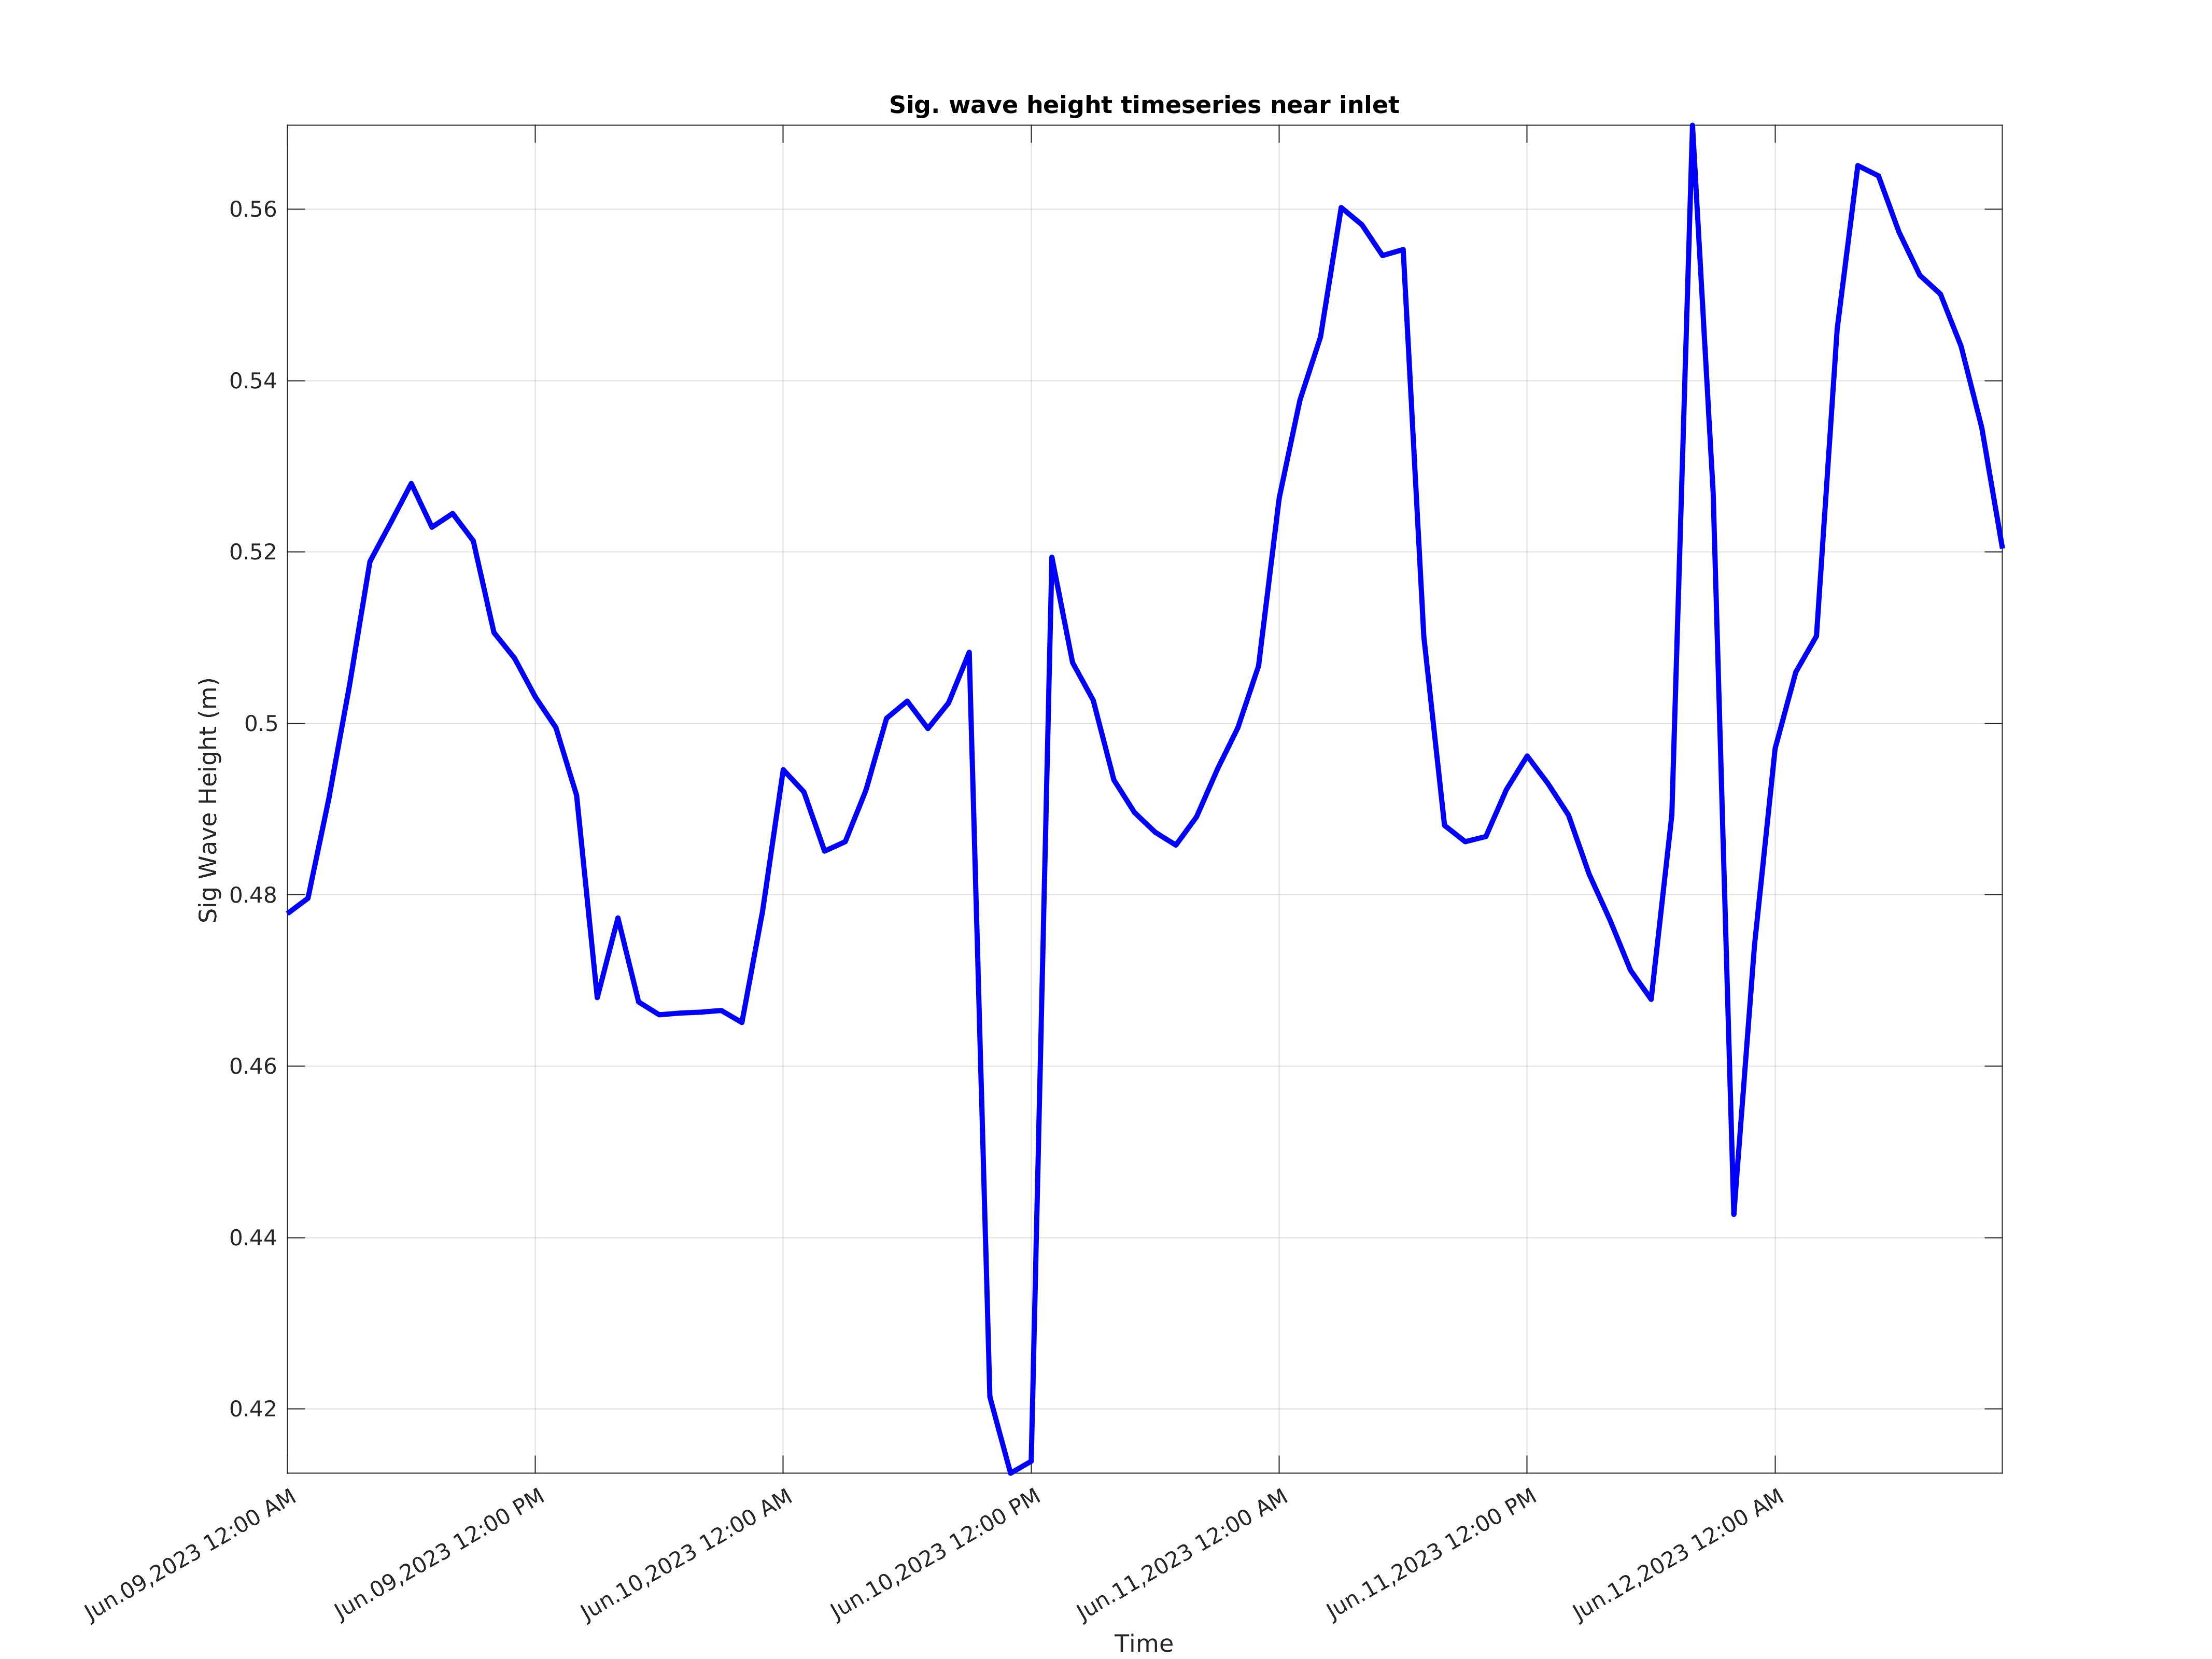 Sig. wave height timeseries near inlet
Sig Wave Height (m)
0.56
0.54
0.52
0.5
0.48
0.46
0.44
0.42
Jun.09,2023 12:00 AM
Jun.09,2023 12:00 PM
Jun.10,2023 12:00 AM
Jun.10,2023 12:00 PM
Jun.11,2023 12:00 AM
Jun.11,2023 12:00 PM
Jun.12,2023 12:00 AM
Time